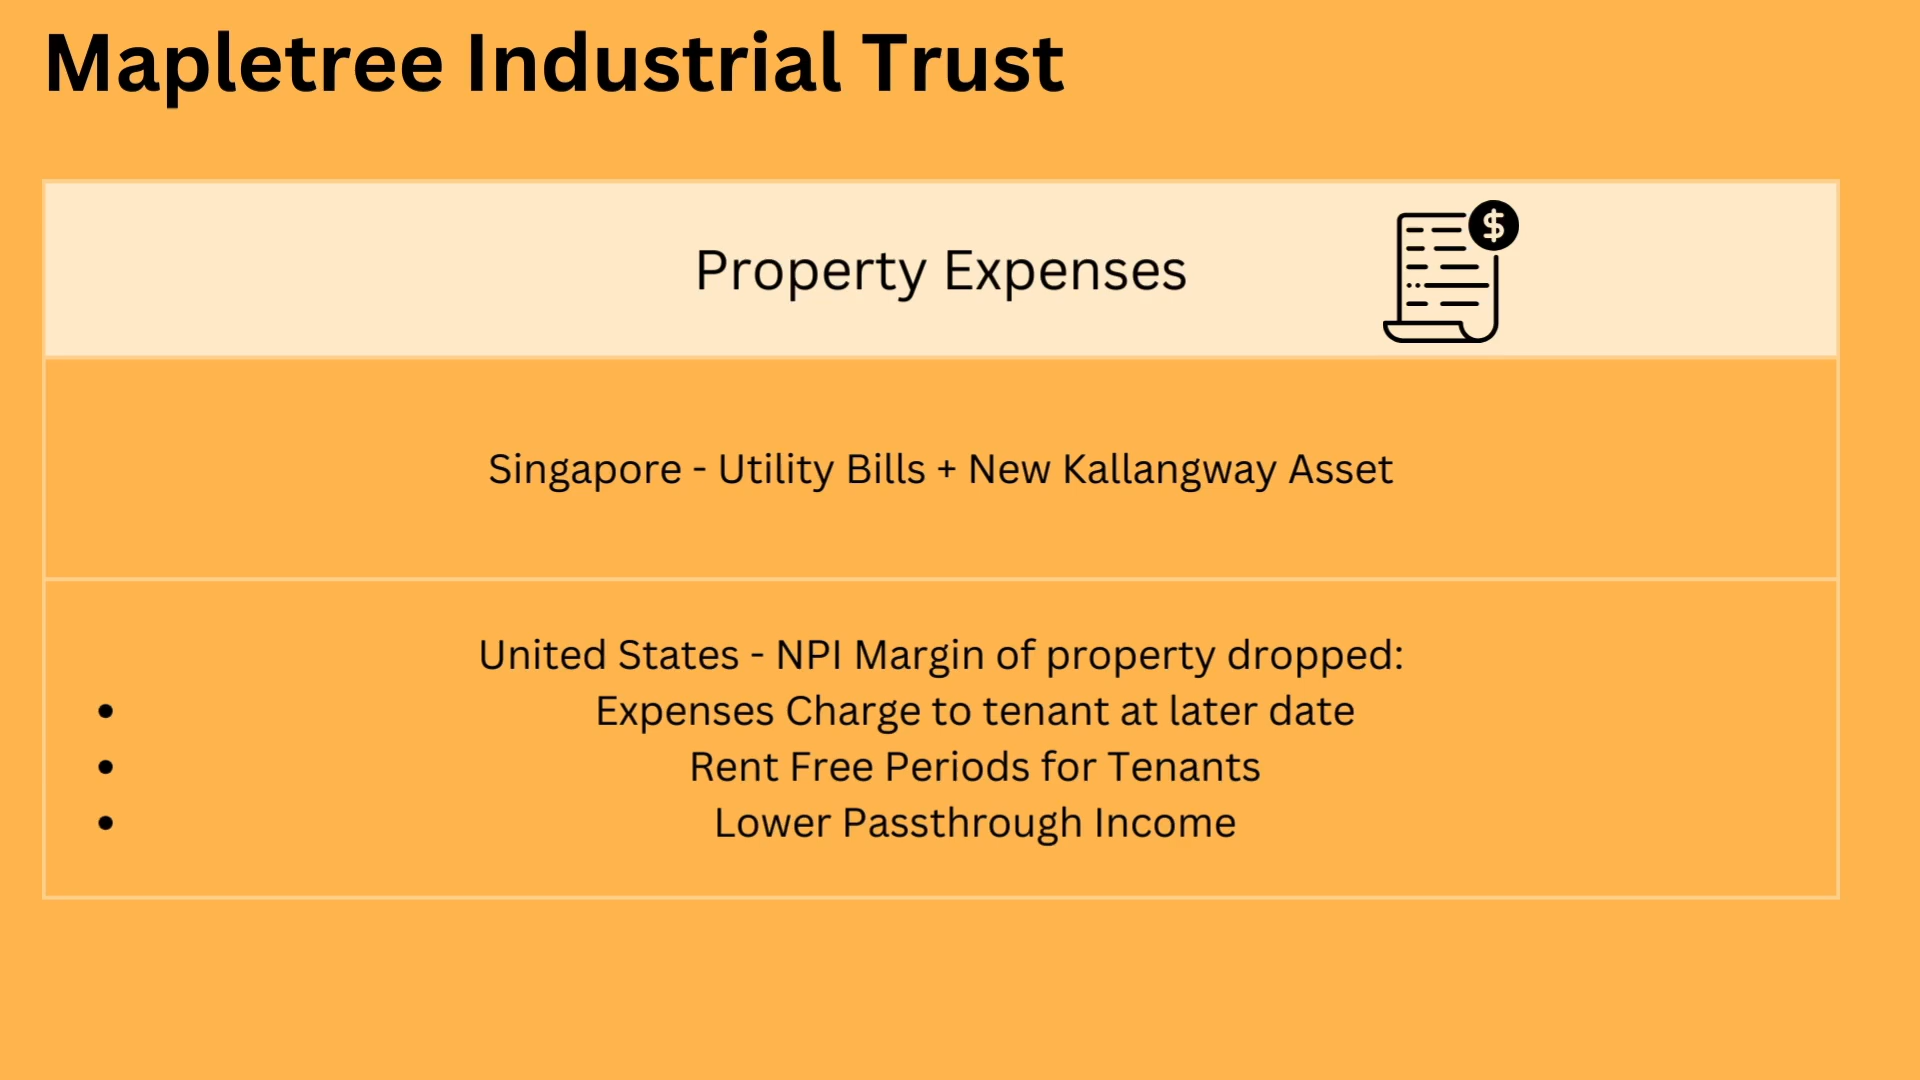 Mapletree Industrial Trust
Property Expenses
$
Singapore - Utility Bills + New Kallangway Asset
United States - NPI Margin of property dropped:
• Expenses Charge to tenant at later date
• Rent Free Periods for Tenants
• Lower Passthrough Income